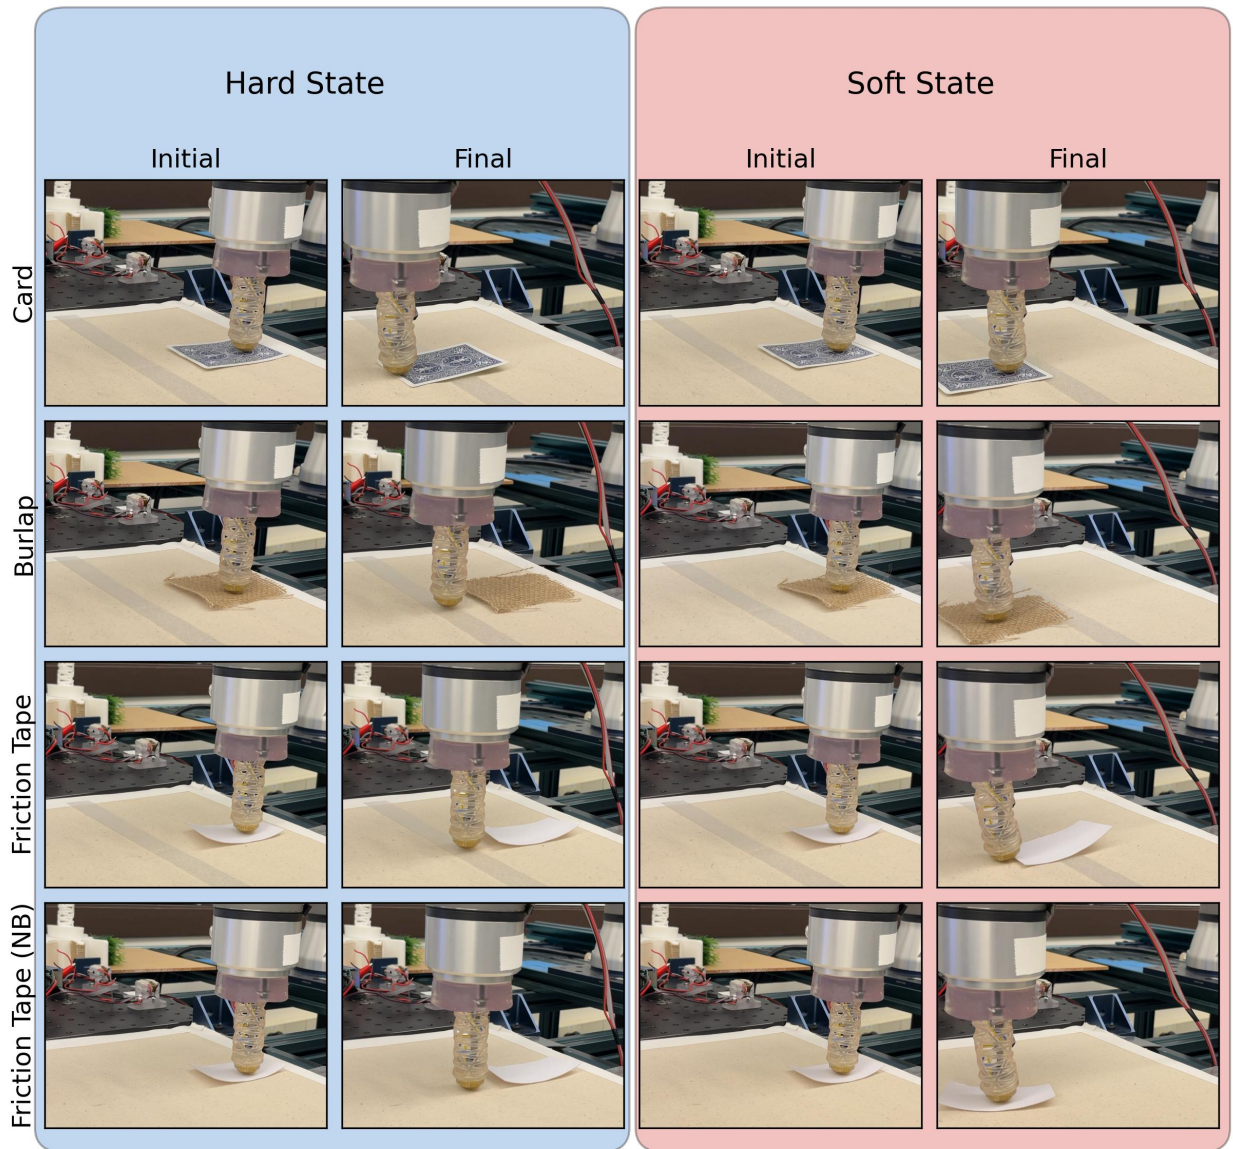 Hard State
Soft State
Initial
Final
Initial
Final
Card
Burlap
Friction Tape
Friction Tape (NB)